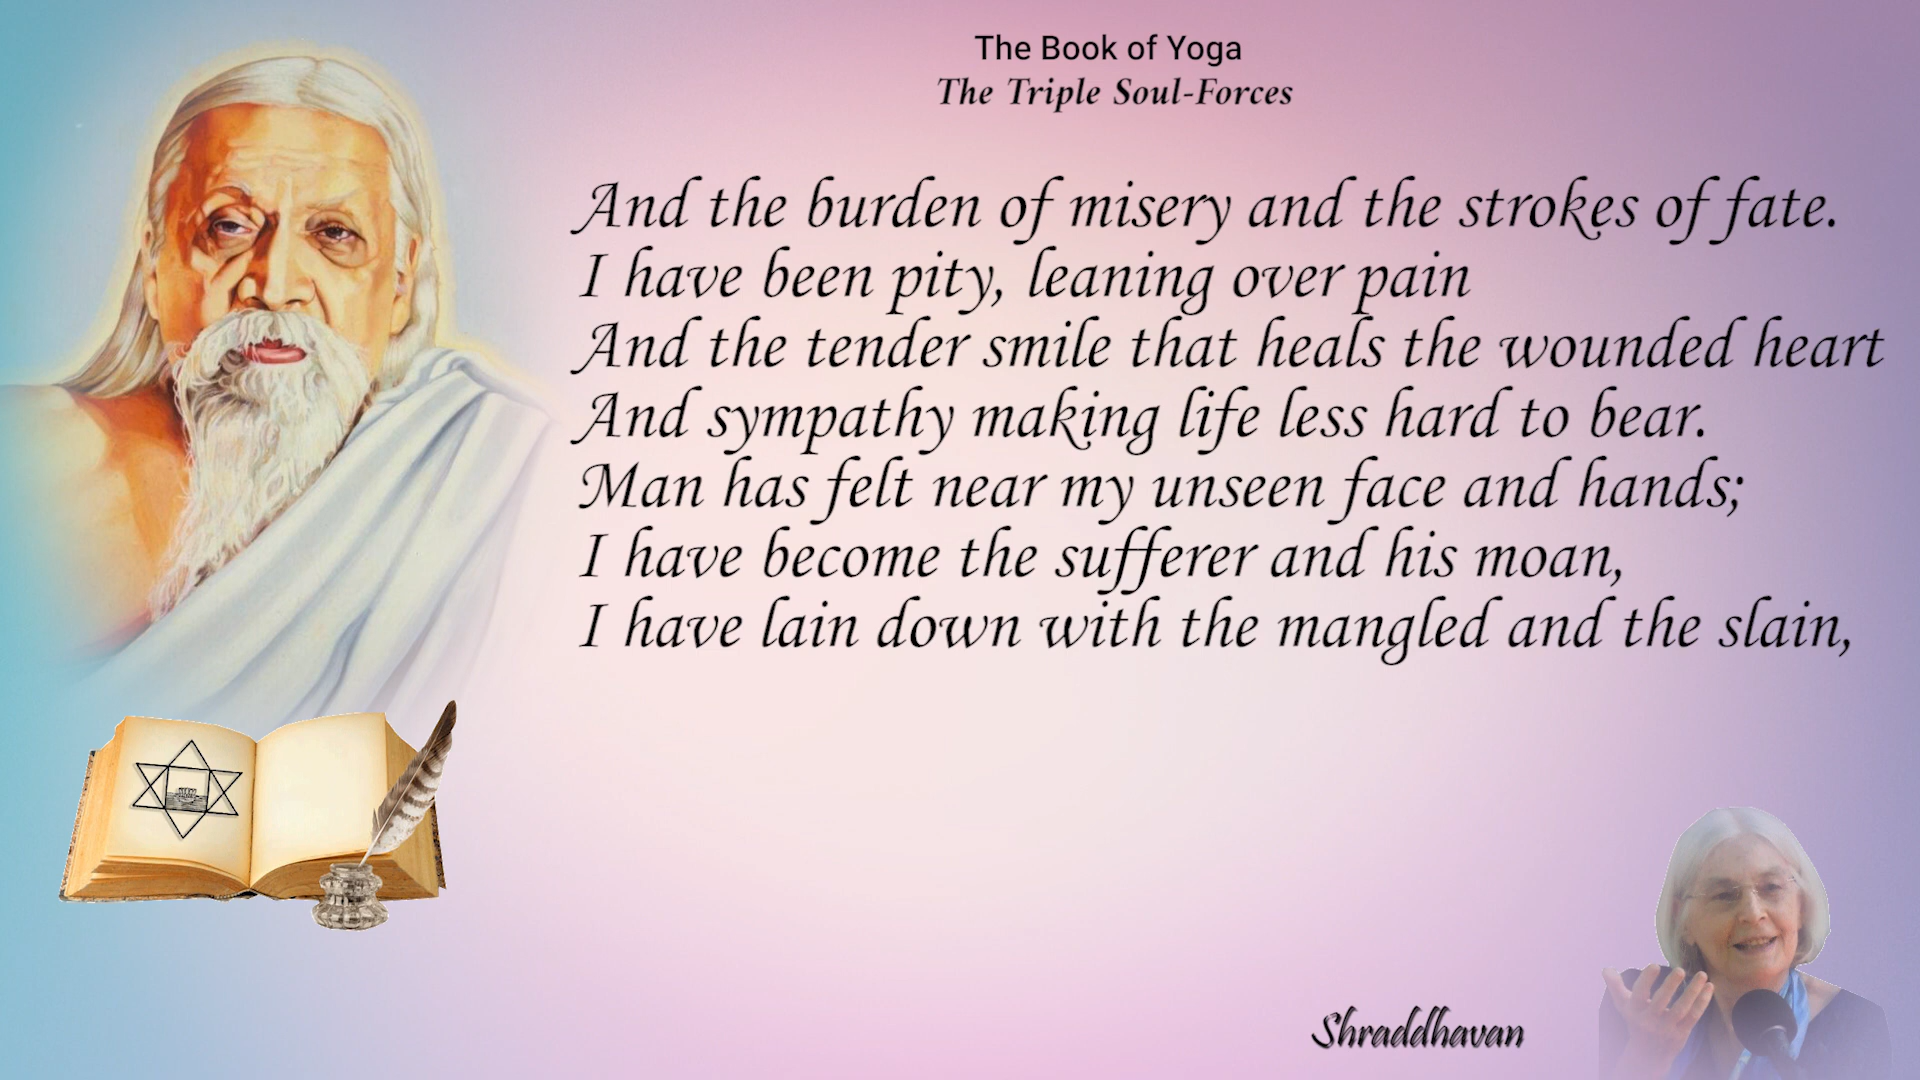 The Book of Yoga
The Triple Soul-Forces
And the burden of misery and the strokes of fate.
I have been pity, leaning over pain
And the tender smile that heals the wounded heart
And sympathy making life less hard to bear.
Man has felt near my unseen face and hands;
I have become the sufferer and his moan,
I have lain down with the mangled and the slain,
Shraddhavan